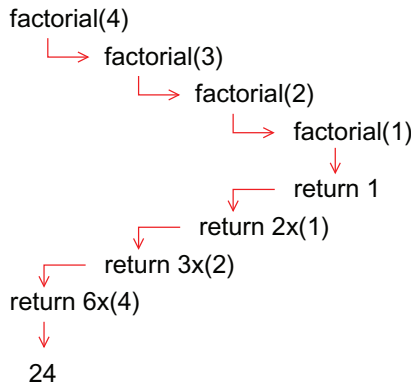 factorial(4)
factorial(3)
factorial(2)
factorial(1)
return 1
return 2x(1)
return 3x(2)
return 6x(4)
24